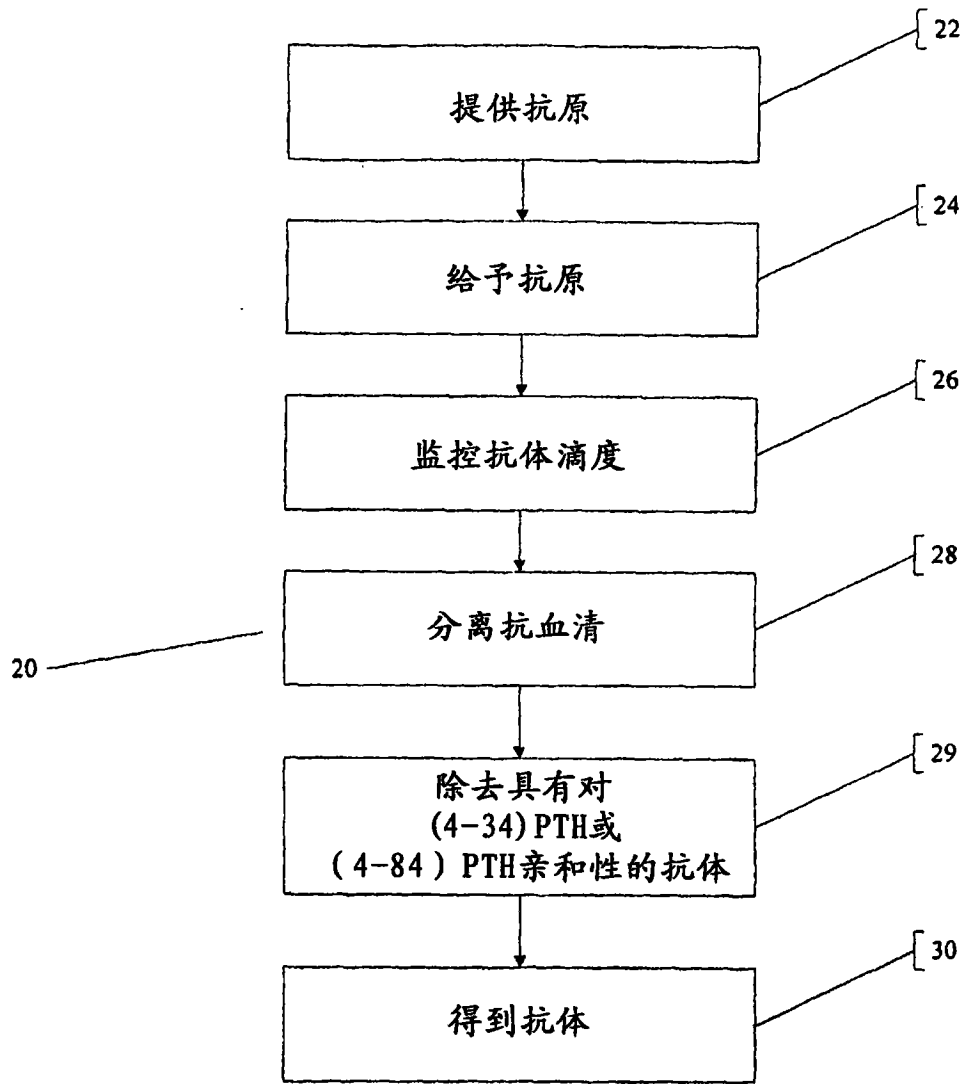 22
提供抗原
24
给予抗原
26
监控抗体滴度
28
分离抗血清
20
29
除去具有对
(4-34)PTH或
(4-84) PTH亲和性的抗体
30
得到抗体